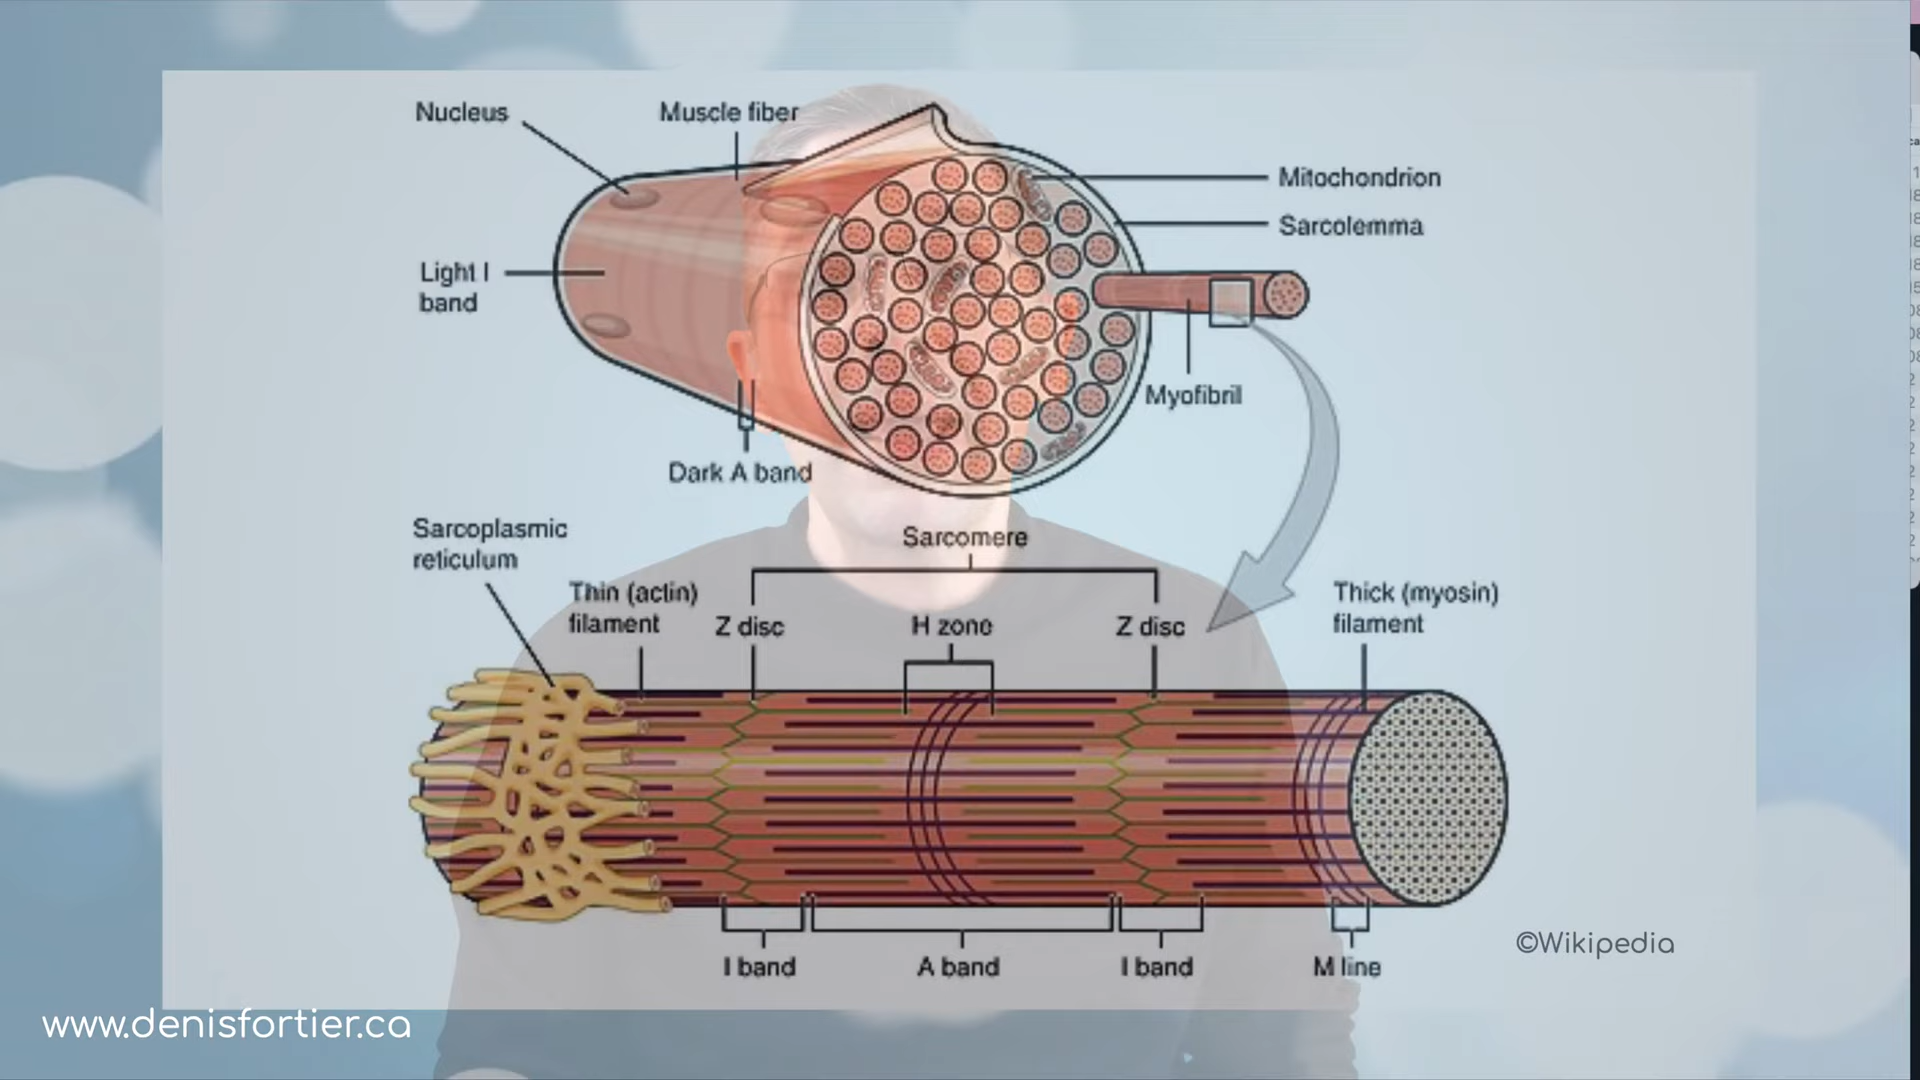 Nucleus
Muscle fiber
Mitochondrion
Sarcolemma
Light I
band
Myofibril
Dark A band
Sarcoplasmic
reticulum
Sarcomere
Thin (actin)
filament
Z disc
H zone
Z disc
Thick (myosin)
filament
I band
A band
I band
M line
©Wikipedia
www.denisfortier.ca